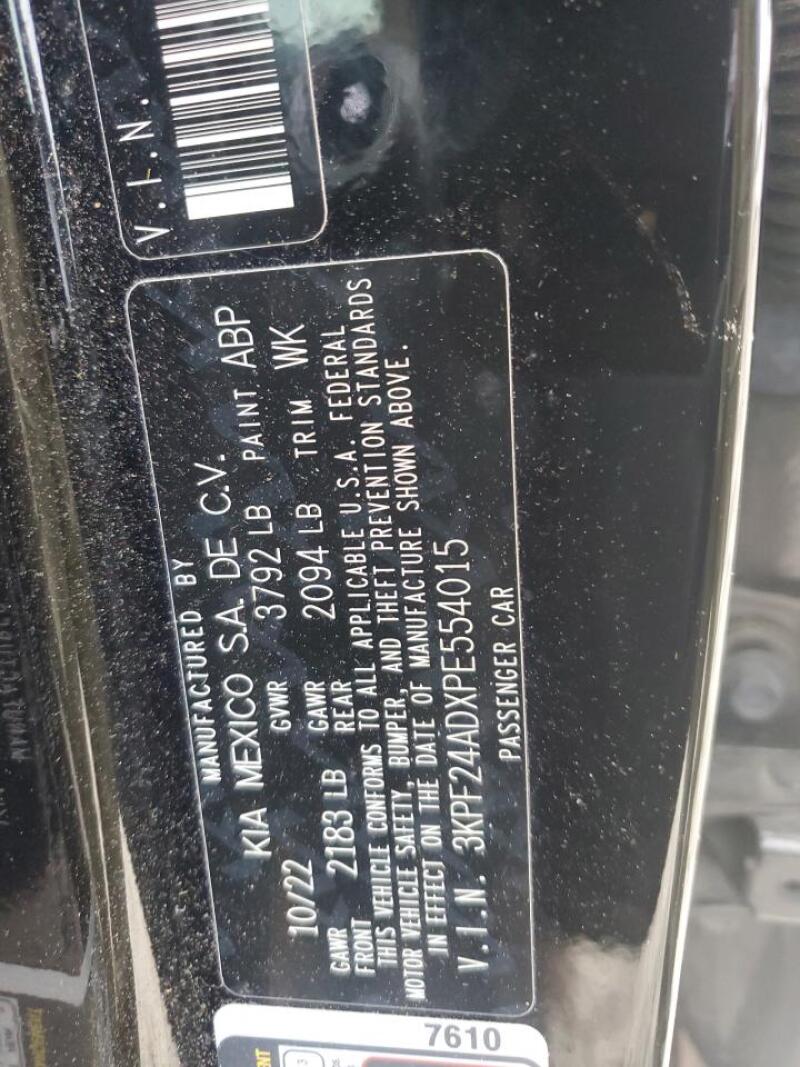 V.I.N.
MANUFACTURED BY
KIA MEXICO S.A. DE C.V.
10/22 GVWR 3792 LB PAINT ABP
GAWR FRONT 2183 LB GAWR REAR 2094 LB TRIM WK
THIS VEHICLE CONFORMS TO ALL APPLICABLE U.S.A. FEDERAL
MOTOR VEHICLE SAFETY, BUMPER, AND THEFT PREVENTION STANDARDS
IN EFFECT ON THE DATE OF MANUFACTURE SHOWN ABOVE.
V.I.N. 3KPF24ADXPE554015
PASSENGER CAR
7610